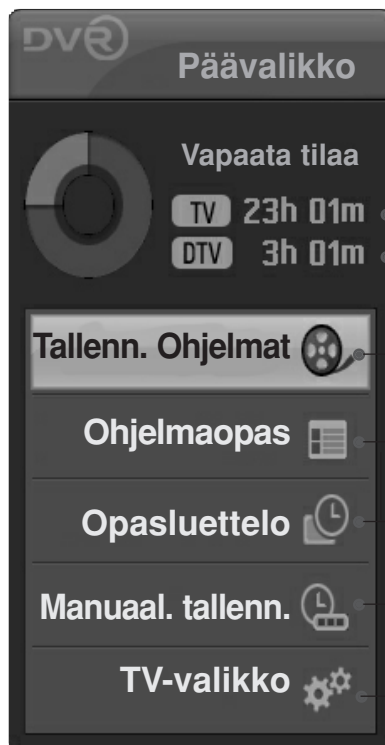 DVR
Päävalikko
Vapaata tilaa
TV 23h 01m
DTV 3h 01m
Tallenn. Ohjelmat
Ohjelmaopas
Opasluettelo
Manuaal. tallenn.
TV-valikko